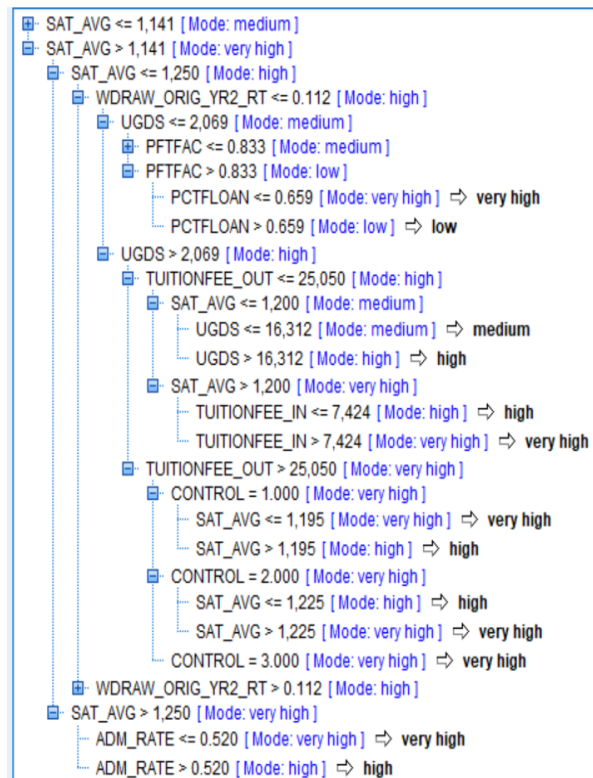 SAT_AVG <= 1,141 [ Mode: medium ]
SAT_AVG > 1,141 [ Mode: very high ]
SAT_AVG <= 1,250 [ Mode: high ]
WDRAW_ORIG_YR2_RT <= 0.112 [ Mode: high ]
UGDS <= 2,069 [ Mode: medium ]
PFTFAC <= 0.833 [ Mode: medium ]
PFTFAC > 0.833 [ Mode: low ]
PCTFLOAN <= 0.659 [ Mode: very high ] ⇨ very high
PCTFLOAN > 0.659 [ Mode: low ] ⇨ low
UGDS > 2,069 [ Mode: high ]
TUITIONFEE_OUT <= 25,050 [ Mode: high ]
SAT_AVG <= 1,200 [ Mode: medium ]
UGDS <= 16,312 [ Mode: medium ] ⇨ medium
UGDS > 16,312 [ Mode: high ] ⇨ high
SAT_AVG > 1,200 [ Mode: very high ]
TUITIONFEE_IN <= 7,424 [ Mode: high ] ⇨ high
TUITIONFEE_IN > 7,424 [ Mode: very high ] ⇨ very high
TUITIONFEE_OUT > 25,050 [ Mode: very high ]
CONTROL = 1.000 [ Mode: very high ]
SAT_AVG <= 1,195 [ Mode: very high ] ⇨ very high
SAT_AVG > 1,195 [ Mode: high ] ⇨ high
CONTROL = 2.000 [ Mode: very high ]
SAT_AVG <= 1,225 [ Mode: high ] ⇨ high
SAT_AVG > 1,225 [ Mode: very high ] ⇨ very high
CONTROL = 3.000 [ Mode: very high ] ⇨ very high
WDRAW_ORIG_YR2_RT > 0.112 [ Mode: high ]
SAT_AVG > 1,250 [ Mode: very high ]
ADM_RATE <= 0.520 [ Mode: very high ] ⇨ very high
ADM_RATE > 0.520 [ Mode: high ] ⇨ high